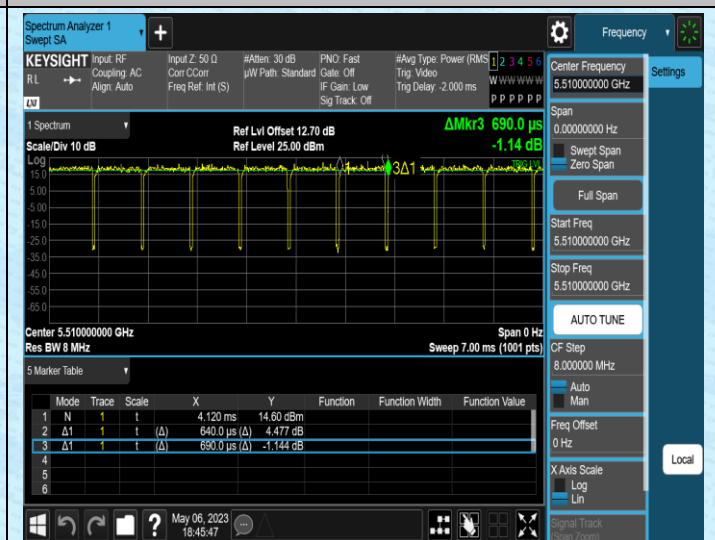 Spectrum Analyzer 1
Swept SA
+
Frequency
KEYSIGHT
RL
LXI
Input: RF
Coupling: AC
Align: Auto
Input Z: 50 Ω
Corr CCorr
Freq Ref: Int (S)
#Atten: 30 dB
µW Path: Standard
PNO: Fast
Gate: Off
IF Gain: Low
Sig Track: Off
#Avg Type: Power (RMS
Trig: Video
Trig Delay: -2.000 ms
1 2 3 4 5 6
W W W W W W
P P P P P P
1 Spectrum
Scale/Div 10 dB
Ref Lvl Offset 12.70 dB
Ref Level 25.00 dBm
ΔMkr3 690.0 µs
-1.14 dB
Log
15.0
5.00
-5.00
-15.0
-25.0
-35.0
-45.0
-55.0
-65.0
3Δ1
TRIG LVL
Center 5.510000000 GHz
Res BW 8 MHz
Span 0 Hz
Sweep 7.00 ms (1001 pts)
5 Marker Table
Mode Trace Scale X Y Function Function Width Function Value
1 N 1 t 4.120 ms 14.60 dBm
2 Δ1 1 t (Δ) 640.0 µs (Δ) 4.477 dB
3 Δ1 1 t (Δ) 690.0 µs (Δ) -1.144 dB
4
5
6
?
May 06, 2023
18:45:47
Center Frequency
5.510000000 GHz
Span
0.00000000 Hz
Swept Span
Zero Span
Full Span
Start Freq
5.510000000 GHz
Stop Freq
5.510000000 GHz
AUTO TUNE
CF Step
8.000000 MHz
Auto
Man
Freq Offset
0 Hz
X Axis Scale
Log
Lin
Signal Track
(Span Zoom)
Settings
Local